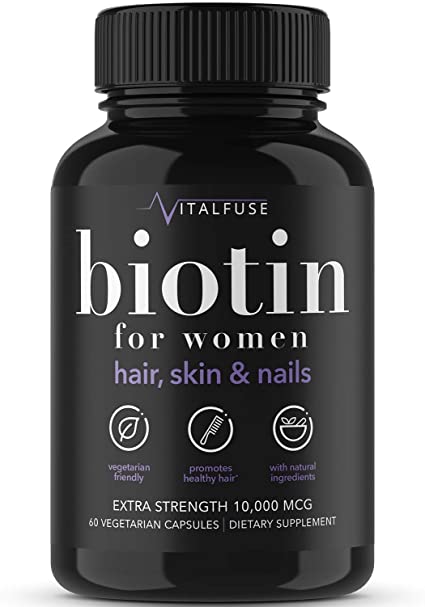 VITALFUSE
biotin
for women
hair, skin & nails
vegetarian friendly
promotes healthy hair*
with natural ingredients
EXTRA STRENGTH 10,000 MCG
60 VEGETARIAN CAPSULES | DIETARY SUPPLEMENT